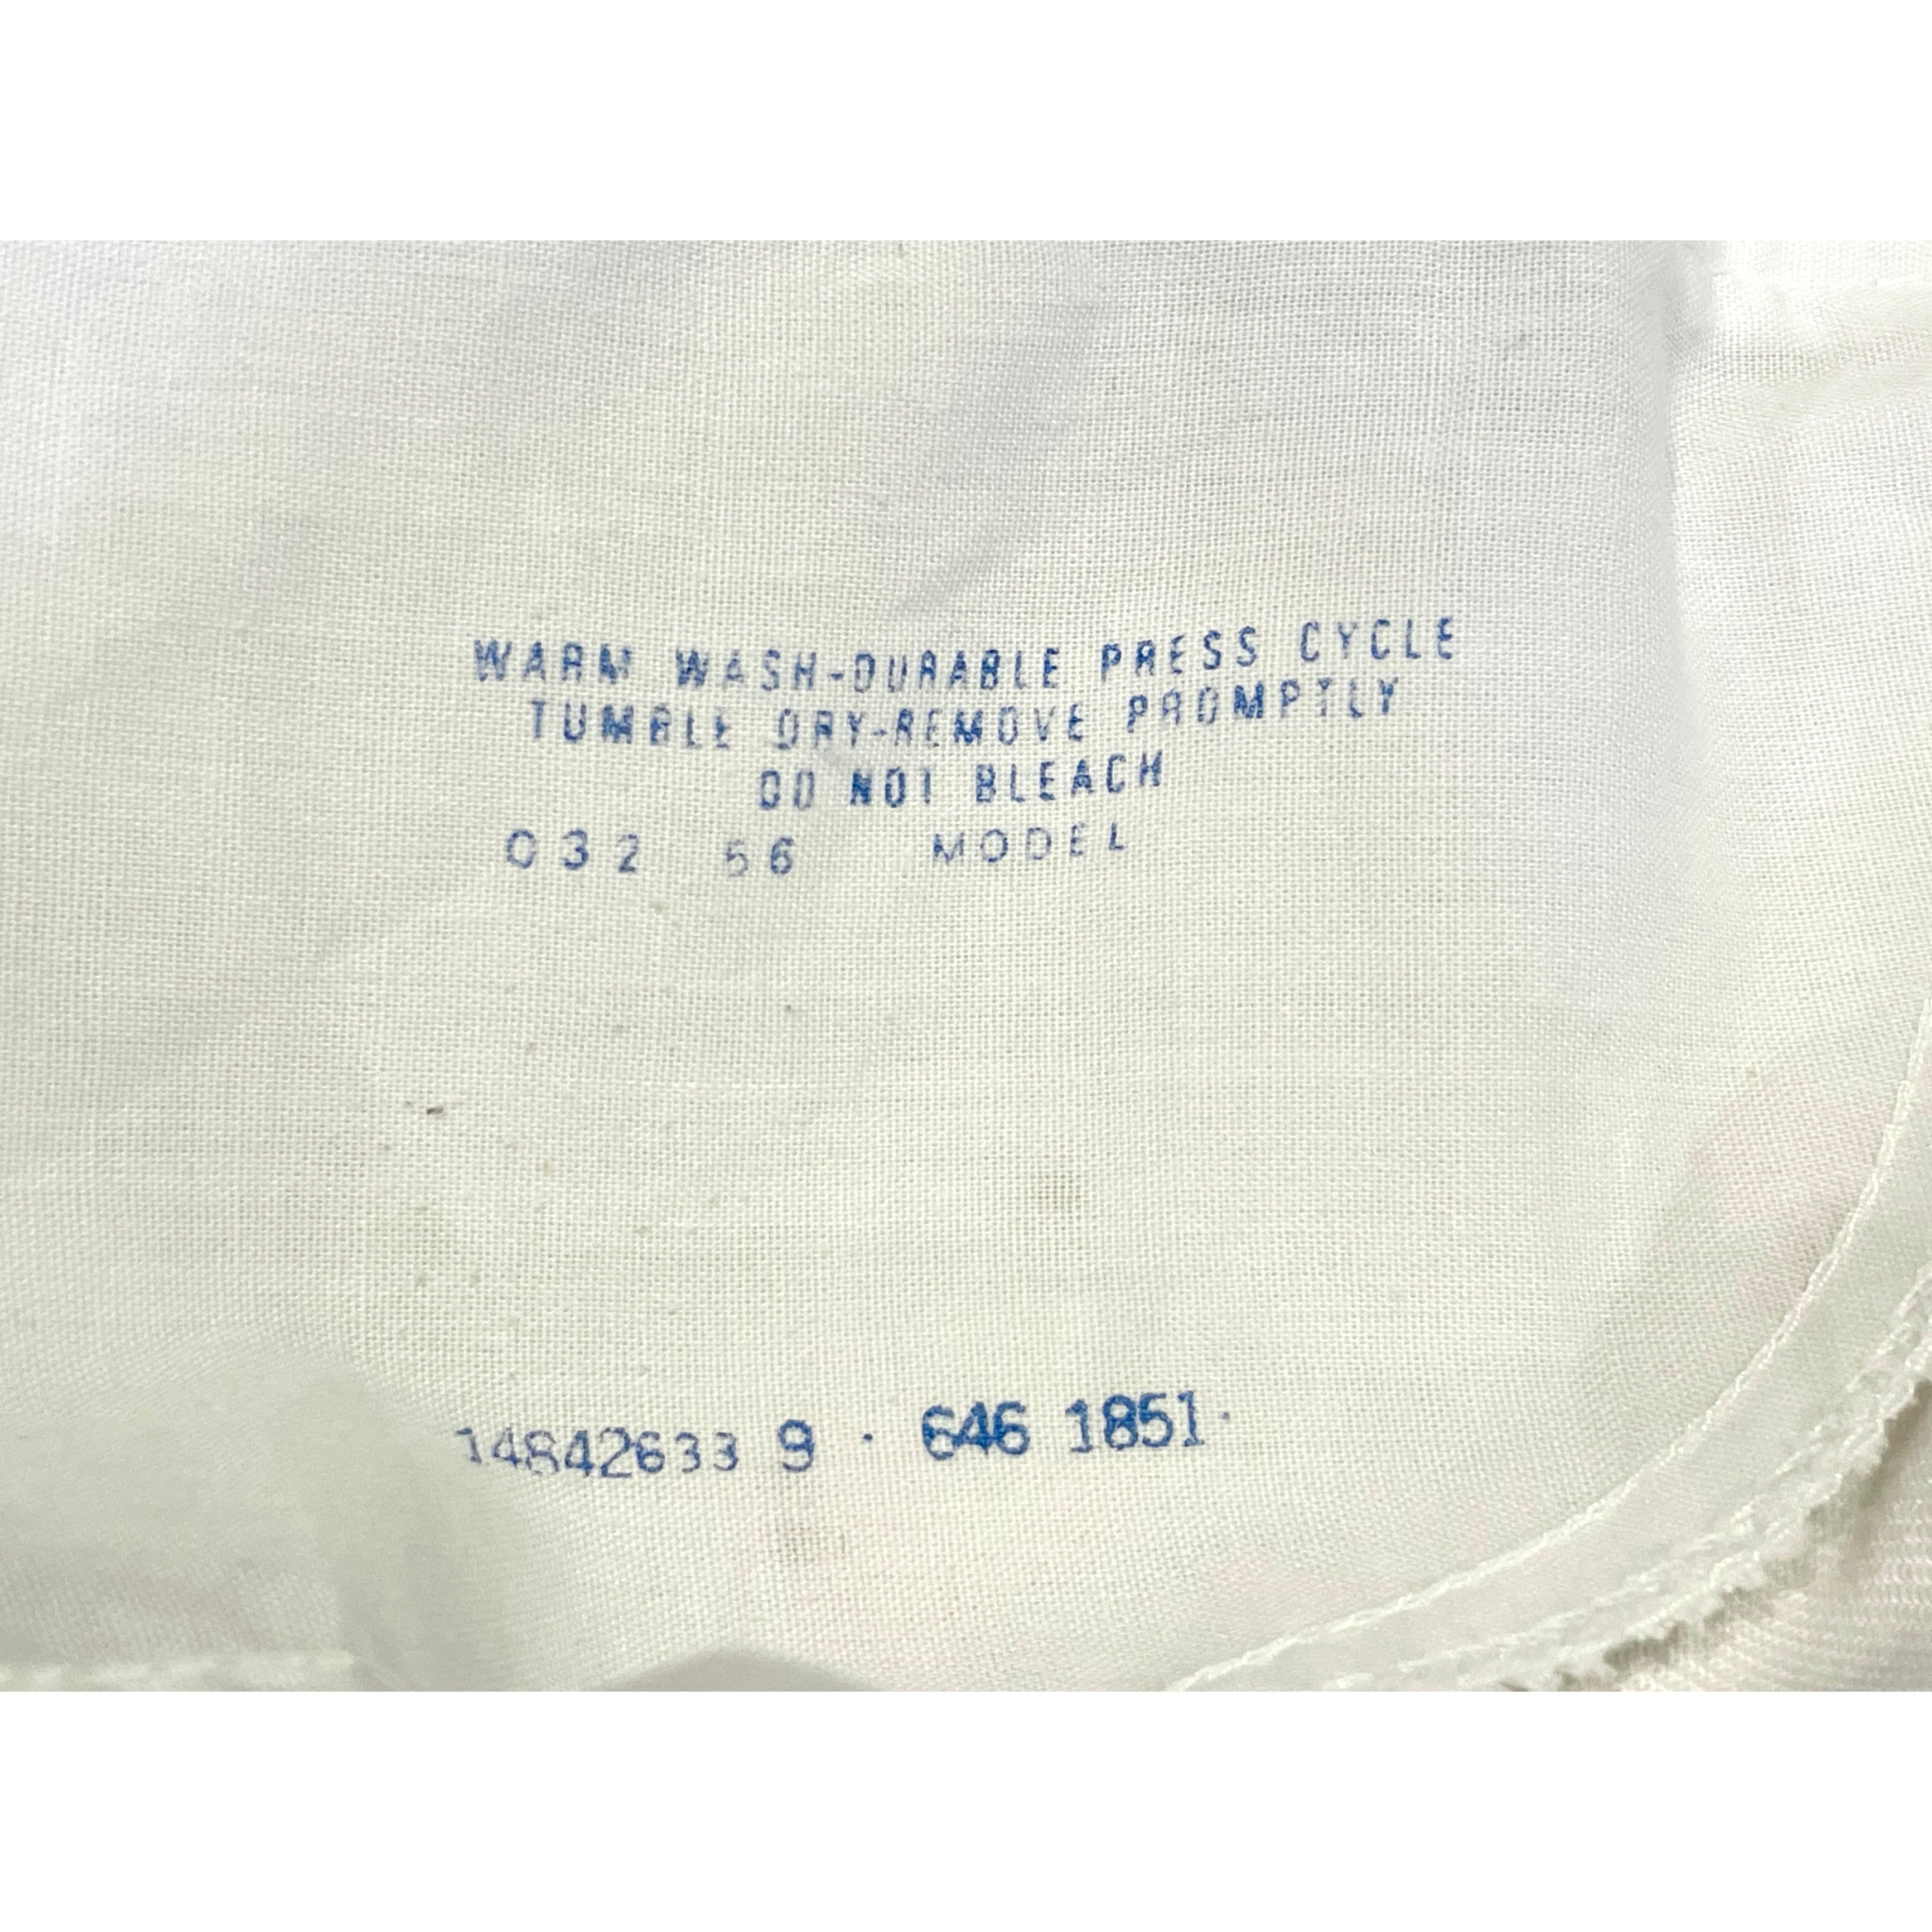 WARM WASH-DURABLE PRESS CYCLE
TUMBLE DRY-REMOVE PROMPTLY
DO NOT BLEACH
032 56 MODEL
14842633 9 · 646 1851